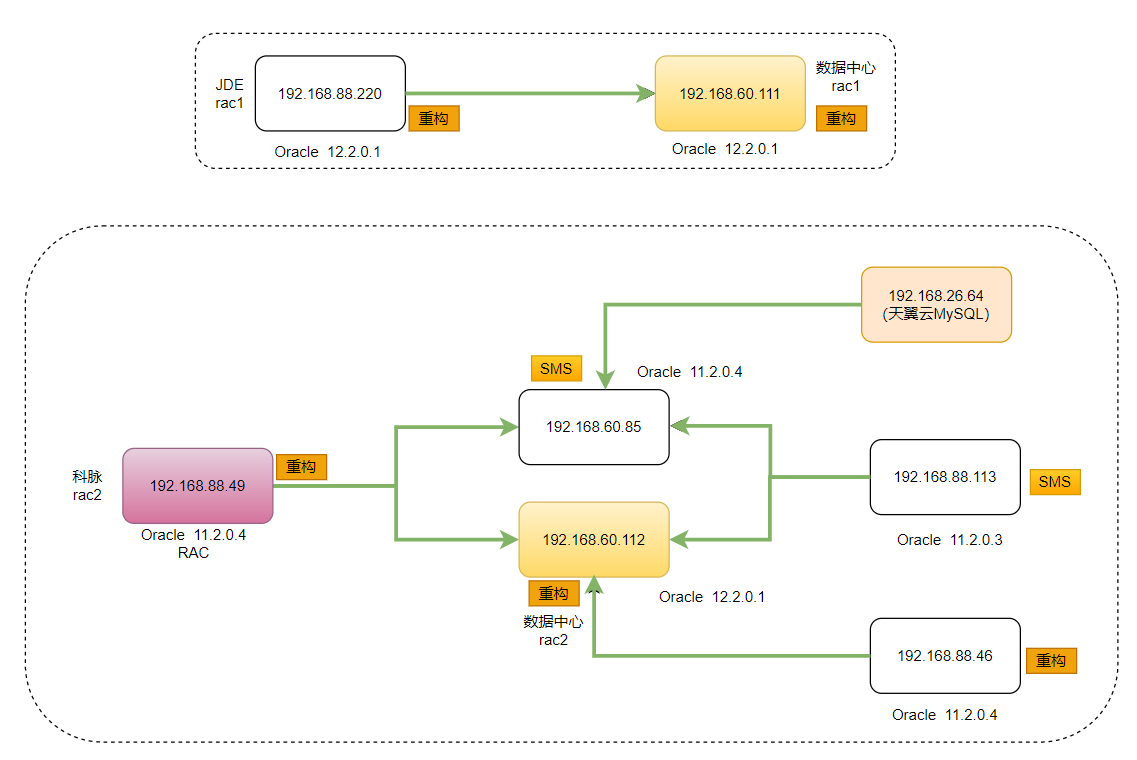 JDE
rac1
192.168.88.220
重构
Oracle  12.2.0.1
192.168.60.111
数据中心
rac1
重构
Oracle  12.2.0.1
192.168.26.64
(天翼云MySQL)
SMS
Oracle  11.2.0.4
192.168.60.85
科脉
rac2
192.168.88.49
重构
Oracle  11.2.0.4
RAC
192.168.88.113
SMS
Oracle  11.2.0.3
192.168.60.112
重构
数据中心
rac2
Oracle  12.2.0.1
192.168.88.46
重构
Oracle  11.2.0.4